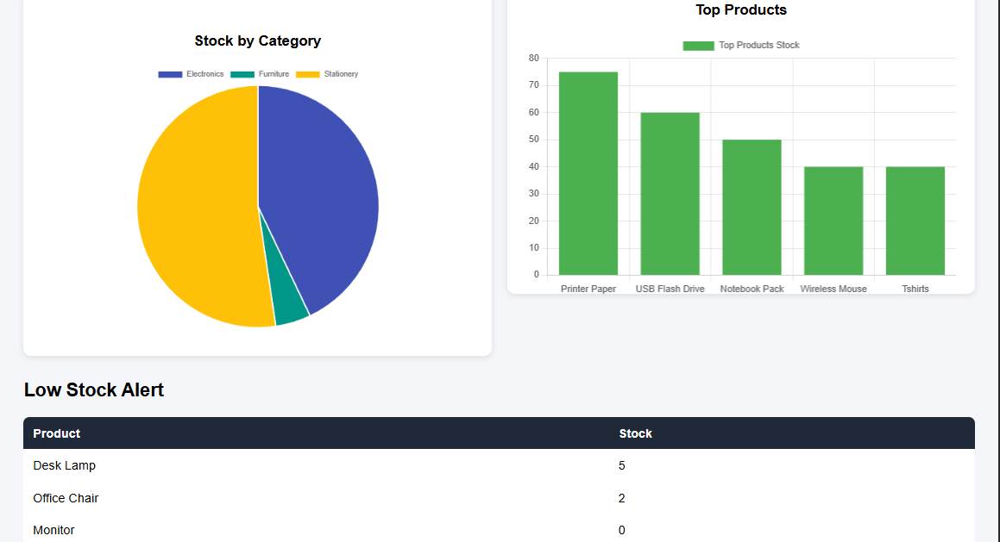 Stock by Category
Electronics Furniture Stationery
Top Products
Top Products Stock
80
70
60
50
40
30
20
10
0
Printer Paper USB Flash Drive Notebook Pack Wireless Mouse Tshirts
Low Stock Alert
Product Stock
Desk Lamp 5
Office Chair 2
Monitor 0